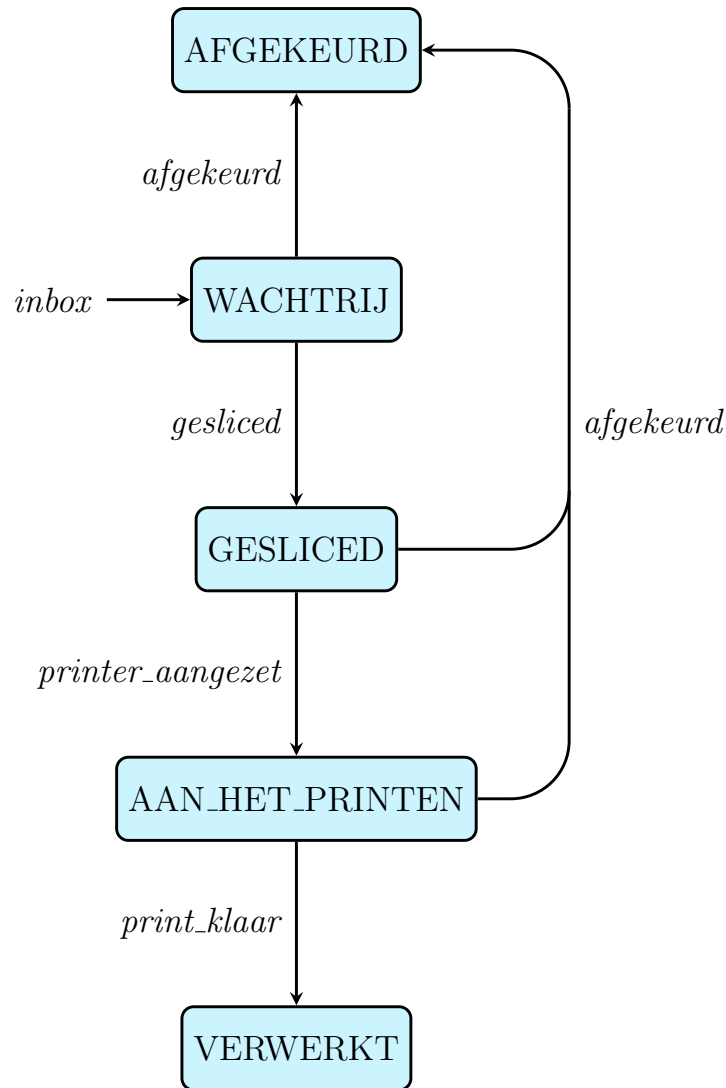 AFGEKEURD
afgekeurd
inbox
WACHTRIJ
gesliced
afgekeurd
GESLICED
printer_aangezet
AAN_HET_PRINTEN
print_klaar
VERWERKT